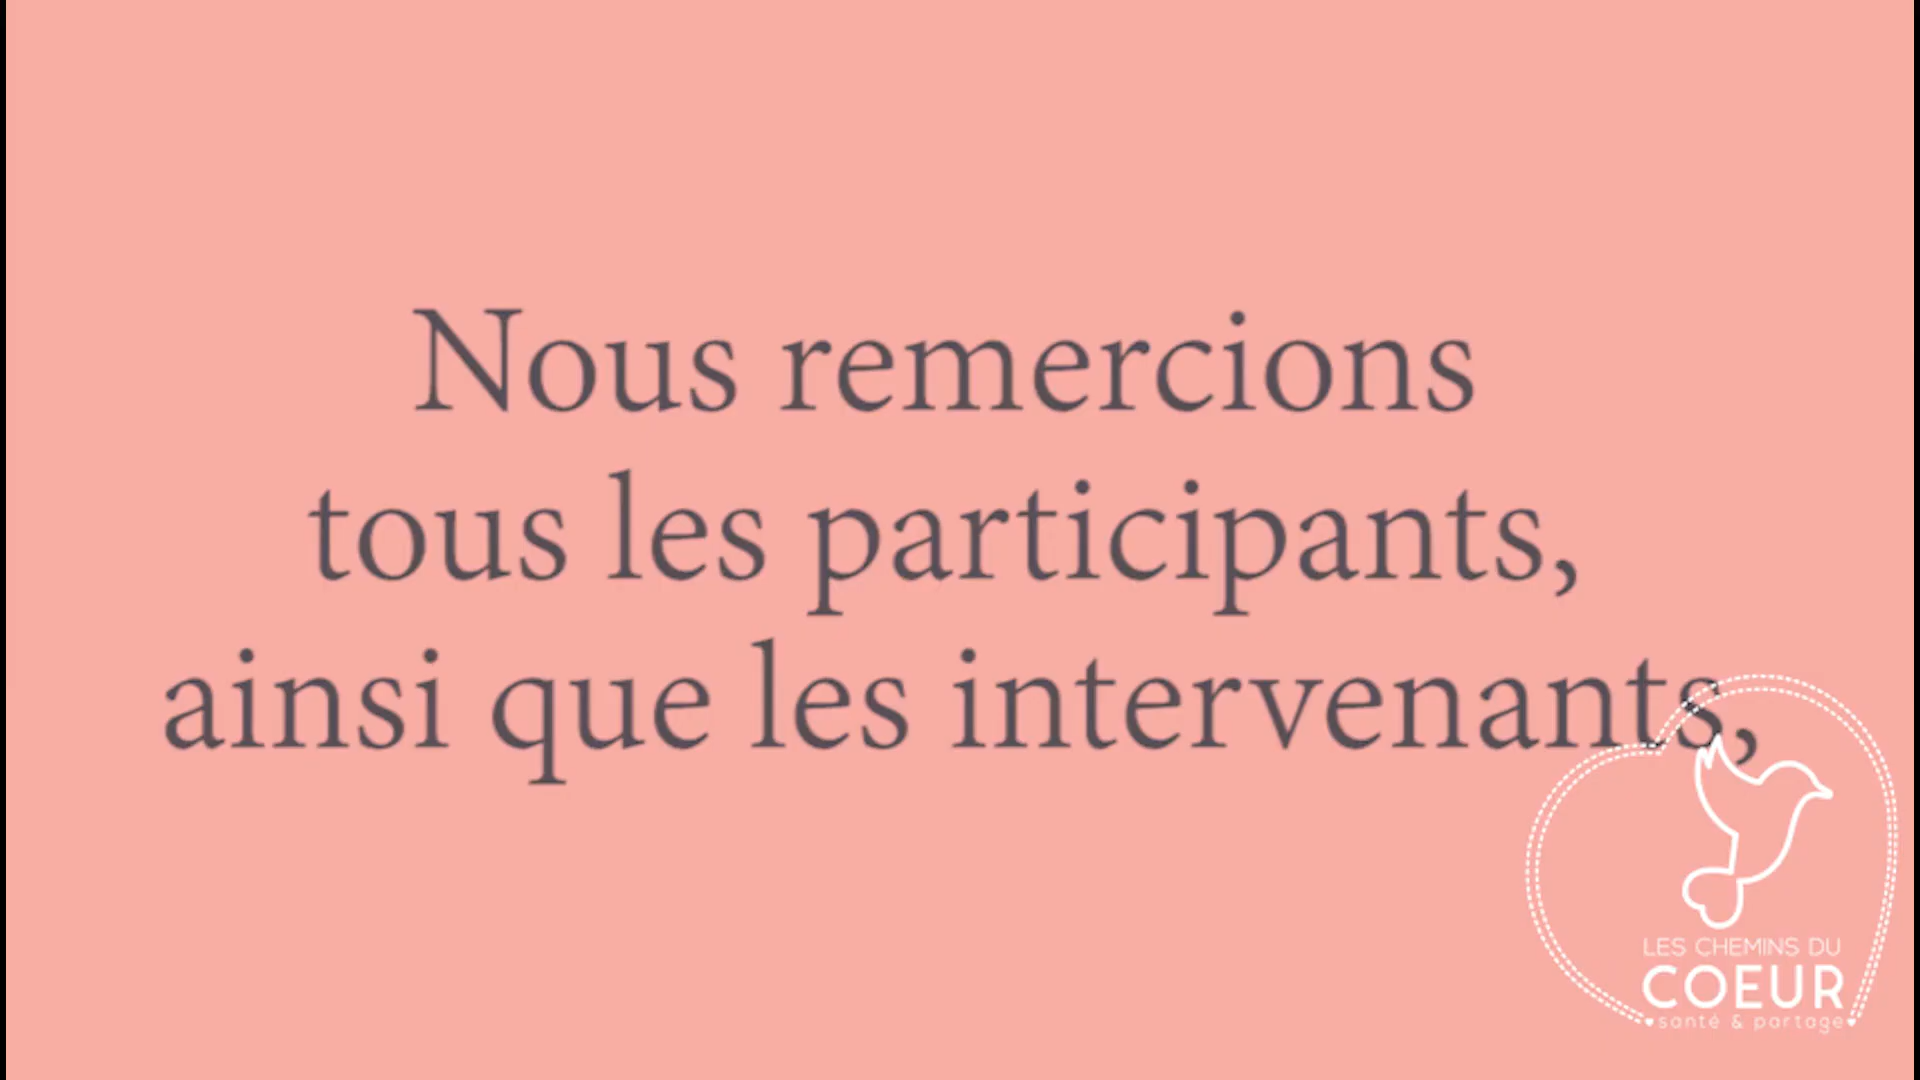 Nous remercions
tous les participants,
ainsi que les intervenants,
LES CHEMINS DU
COEUR
santé & partage